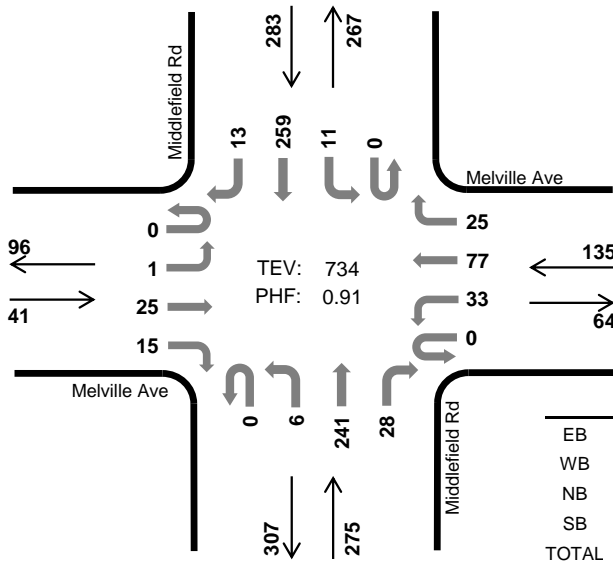 283
267
Middlefield Rd
13
259
11
0
Melville Ave
0
25
96
1
77
135
TEV: 734
PHF: 0.91
41
25
33
64
15
0
Melville Ave
0
6
241
28
Middlefield Rd
307
275
EB
WB
NB
SB
TOTAL